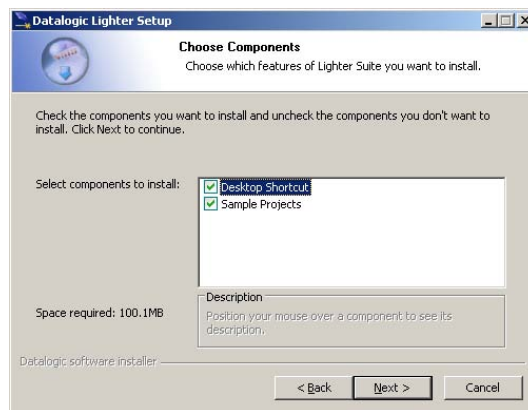 Datalogic Lighter Setup
Choose Components
Choose which features of Lighter Suite you want to install.
Check the components you want to install and uncheck the components you don't want to
install. Click Next to continue.
Select components to install:
Desktop Shortcut
Sample Projects
Space required: 100.1MB
Description
Position your mouse over a component to see its
description.
Datalogic software installer
< Back
Next >
Cancel